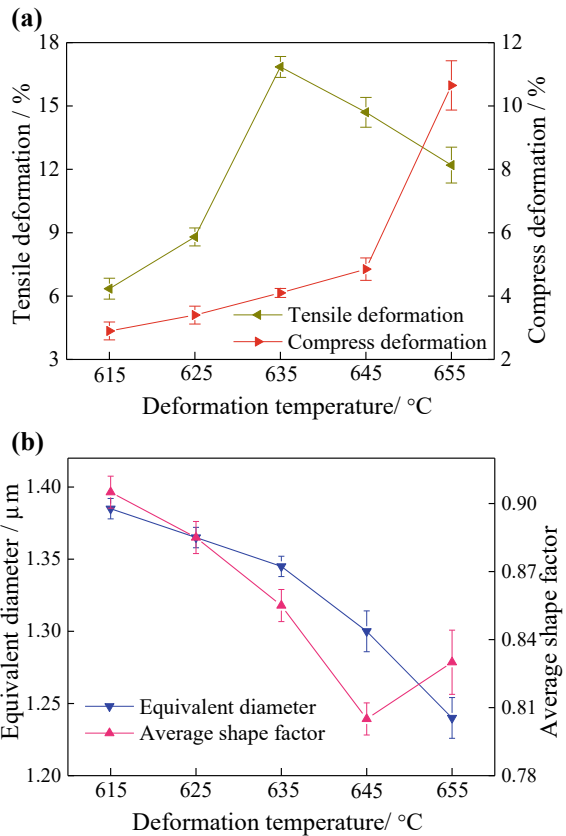 (a)
18
15
12
9
6
3
Tensile deformation / %
12
10
8
6
4
2
Compress deformation / %
Tensile deformation
Compress deformation
615 625 635 645 655
Deformation temperature/ °C
(b)
1.40
1.35
1.30
1.25
1.20
Equivalent diameter / μm
0.90
0.87
0.84
0.81
0.78
Average shape factor
Equivalent diameter
Average shape factor
615 625 635 645 655
Deformation temperature/ °C